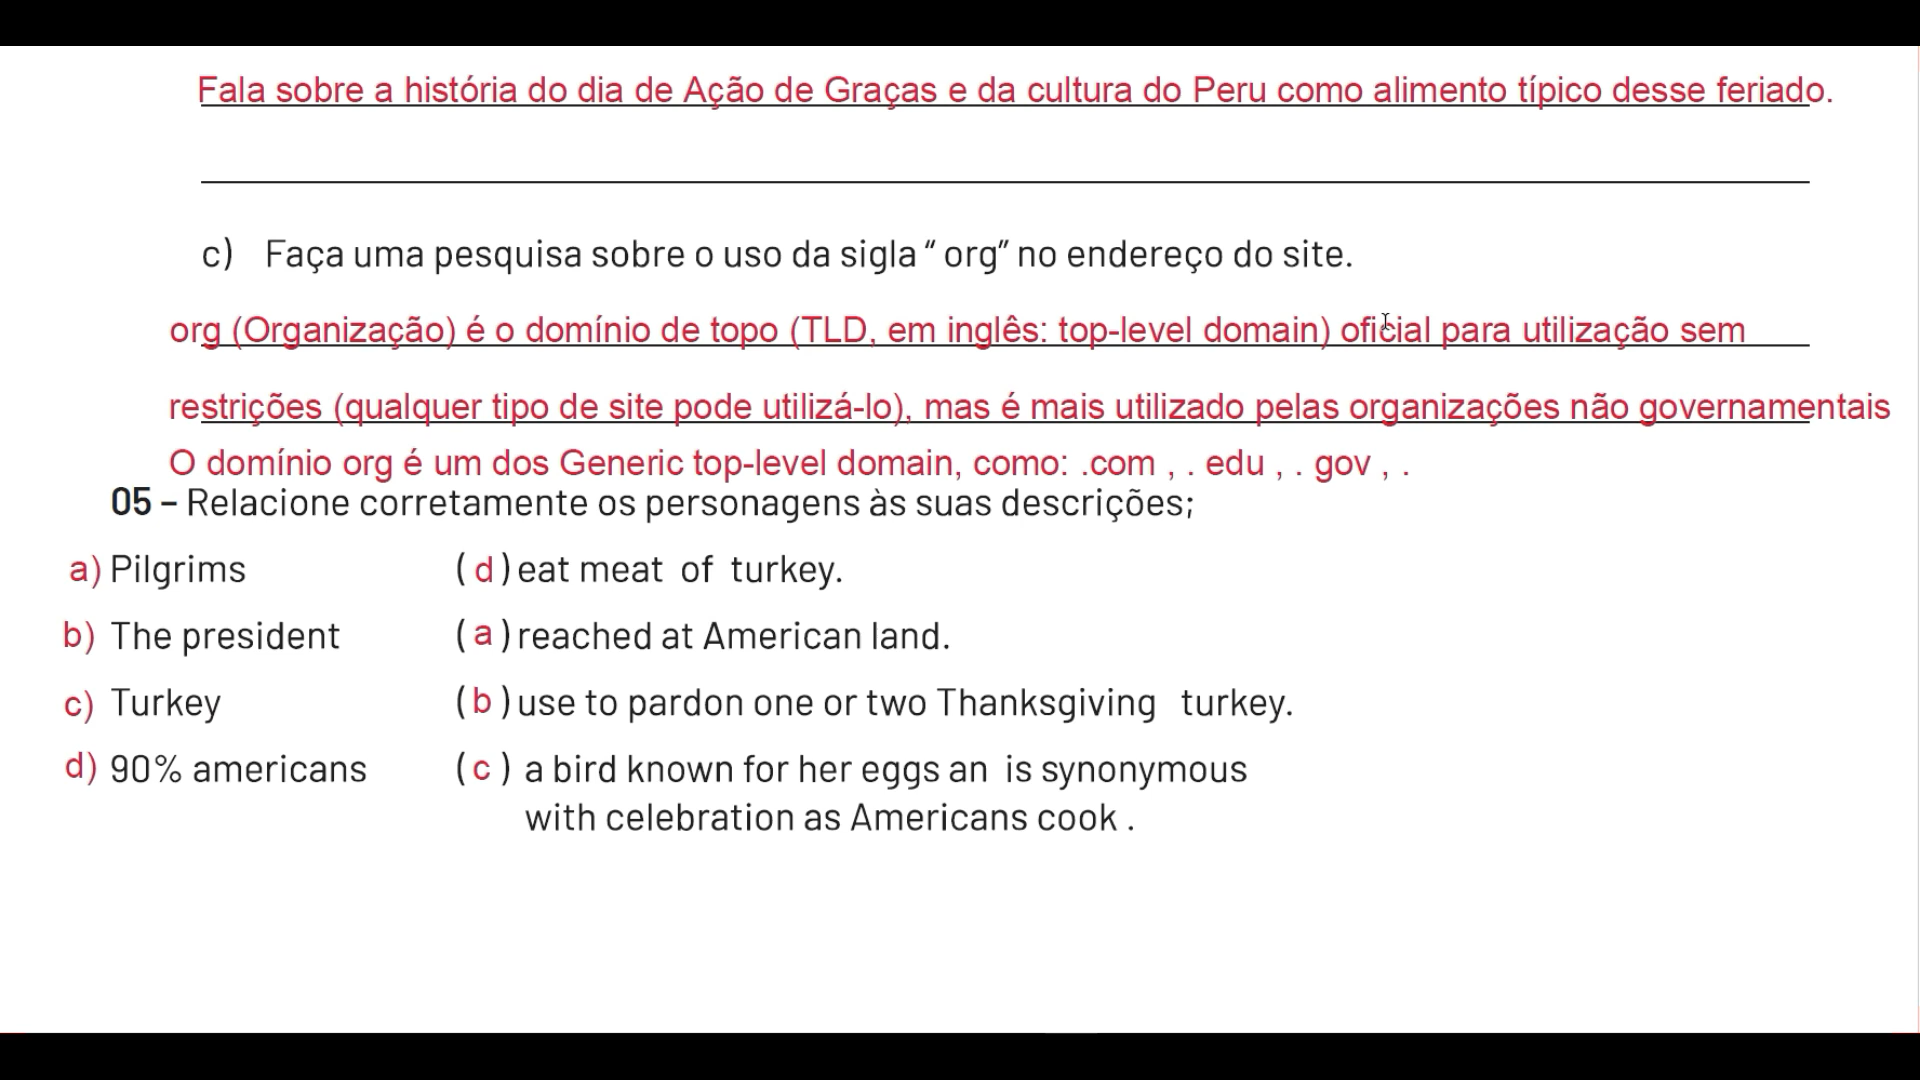 Fala sobre a história do dia de Ação de Graças e da cultura do Peru como alimento típico desse feriado.
c) Faça uma pesquisa sobre o uso da sigla “ org” no endereço do site.
org (Organização) é o domínio de topo (TLD, em inglês: top-level domain) oficial para utilização sem
restrições (qualquer tipo de site pode utilizá-lo), mas é mais utilizado pelas organizações não governamentais
O domínio org é um dos Generic top-level domain, como: .com , . edu , . gov , .
05 – Relacione corretamente os personagens às suas descrições;
a) Pilgrims (d) eat meat of turkey.
b) The president (a) reached at American land.
c) Turkey (b) use to pardon one or two Thanksgiving turkey.
d) 90% americans (c) a bird known for her eggs an is synonymous
with celebration as Americans cook .